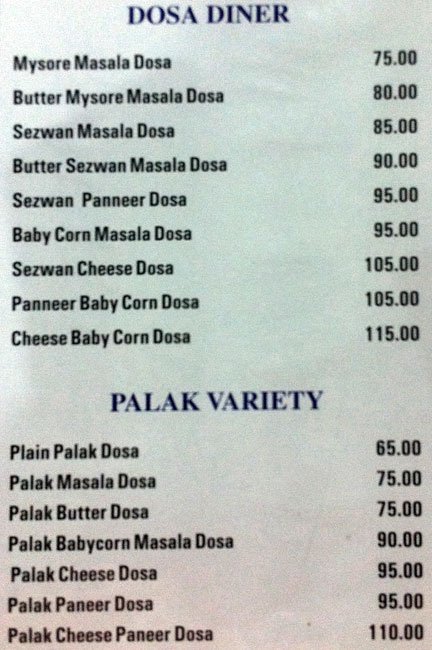 DOSA DINER
Mysore Masala Dosa 75.00
Butter Mysore Masala Dosa 80.00
Sezwan Masala Dosa 85.00
Butter Sezwan Masala Dosa 90.00
Sezwan Panneer Dosa 95.00
Baby Corn Masala Dosa 95.00
Sezwan Cheese Dosa 105.00
Panneer Baby Corn Dosa 105.00
Cheese Baby Corn Dosa 115.00
PALAK VARIETY
Plain Palak Dosa 65.00
Palak Masala Dosa 75.00
Palak Butter Dosa 75.00
Palak Babycorn Masala Dosa 90.00
Palak Cheese Dosa 95.00
Palak Paneer Dosa 95.00
Palak Cheese Paneer Dosa 110.00